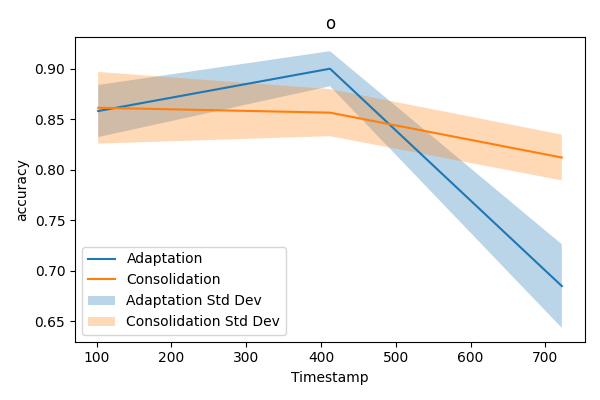 o
accuracy
0.90
0.85
0.80
0.75
0.70
0.65
Adaptation
Consolidation
Adaptation Std Dev
Consolidation Std Dev
100 200 300 400 500 600 700
Timestamp